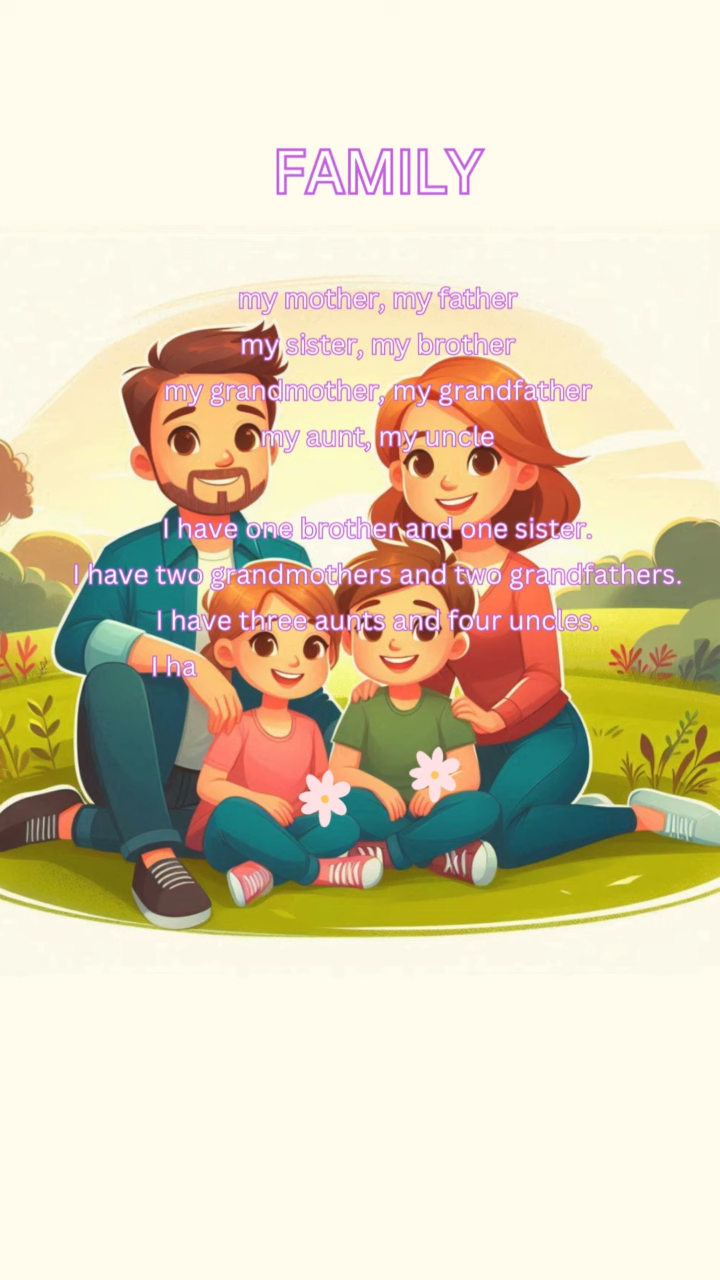 FAMILY
my mother, my father
my sister, my brother
my grandmother, my grandfather
my aunt, my uncle
I have one brother and one sister.
I have two grandmothers and two grandfathers.
I have three aunts and four uncles.
I ha